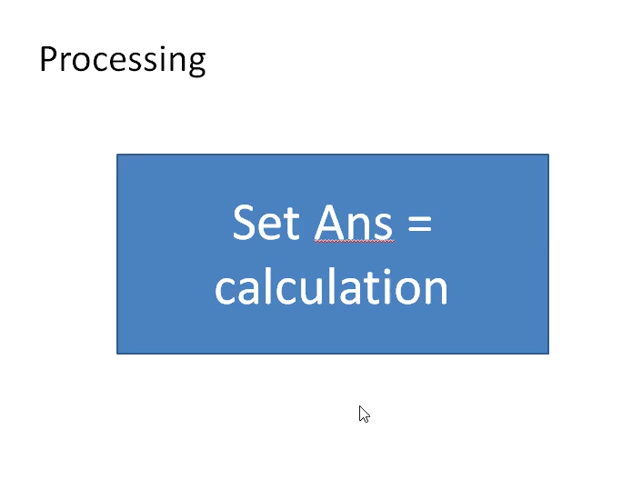 Processing
Set Ans =
calculation